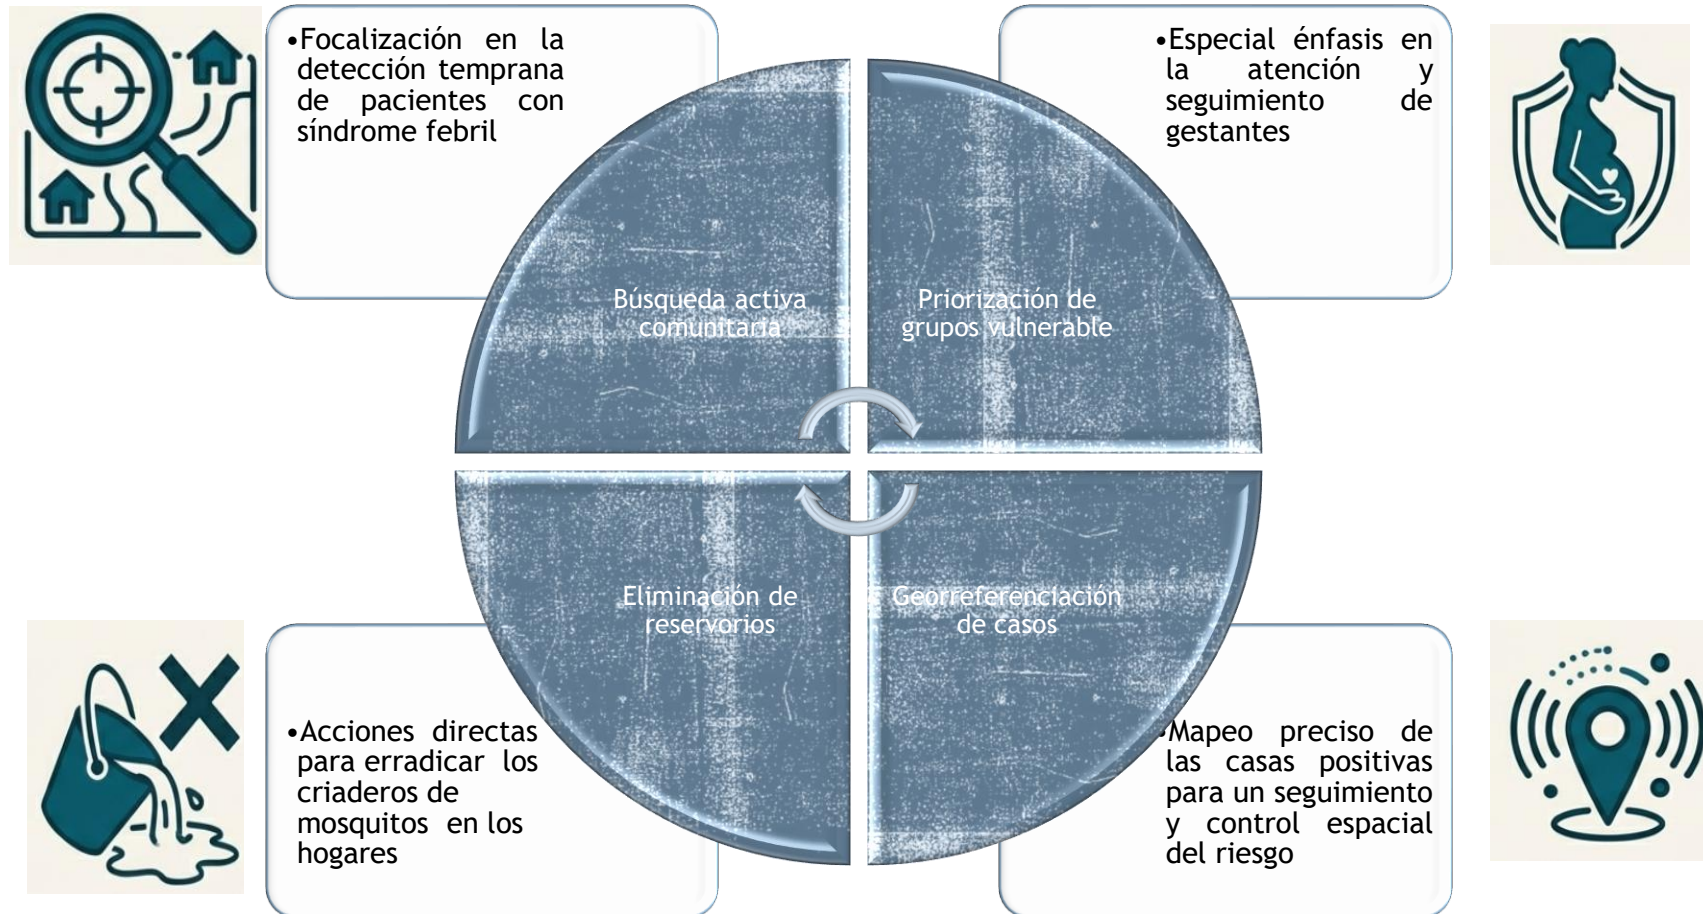 •Focalización en la
detección temprana
de pacientes con
síndrome febril
•Especial énfasis en
la atención y
seguimiento de
gestantes
Búsqueda activa
comunitaria
Priorización de
grupos vulnerable
Eliminación de
reservorios
Georreferenciación
de casos
•Acciones directas
para erradicar los
criaderos de
mosquitos en los
hogares
•Mapeo preciso de
las casas positivas
para un seguimiento
y control espacial
del riesgo